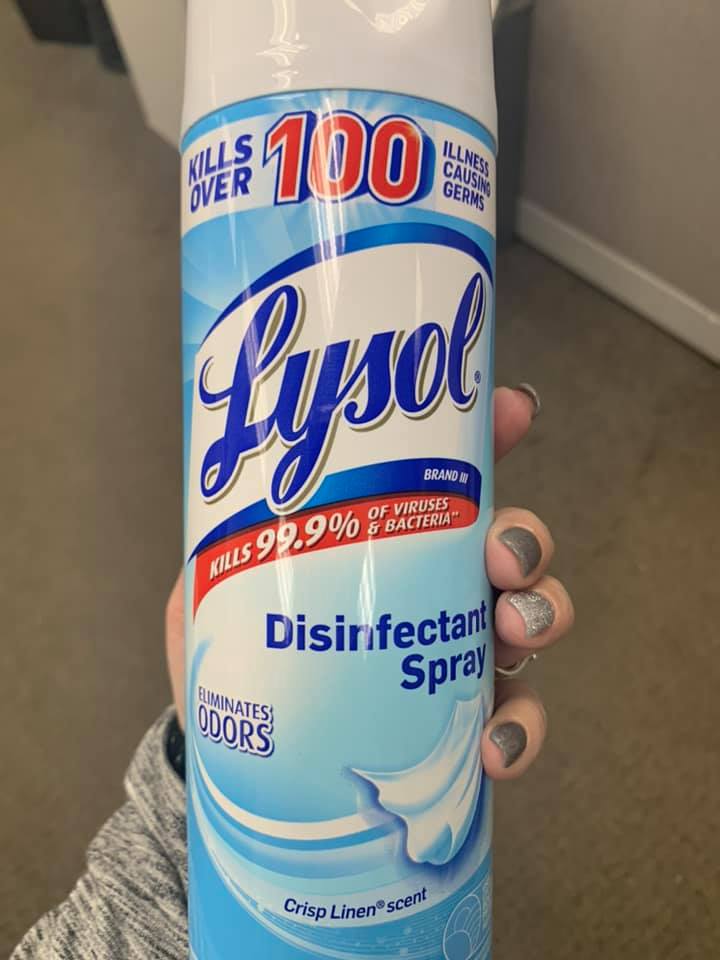 KILLS
OVER
100
ILLNESS
CAUSING
GERMS
Lysol®
BRAND III
KILLS 99.9% OF VIRUSES
& BACTERIA**
Disinfectant
Spray
ELIMINATES
ODORS
Crisp Linen® scent